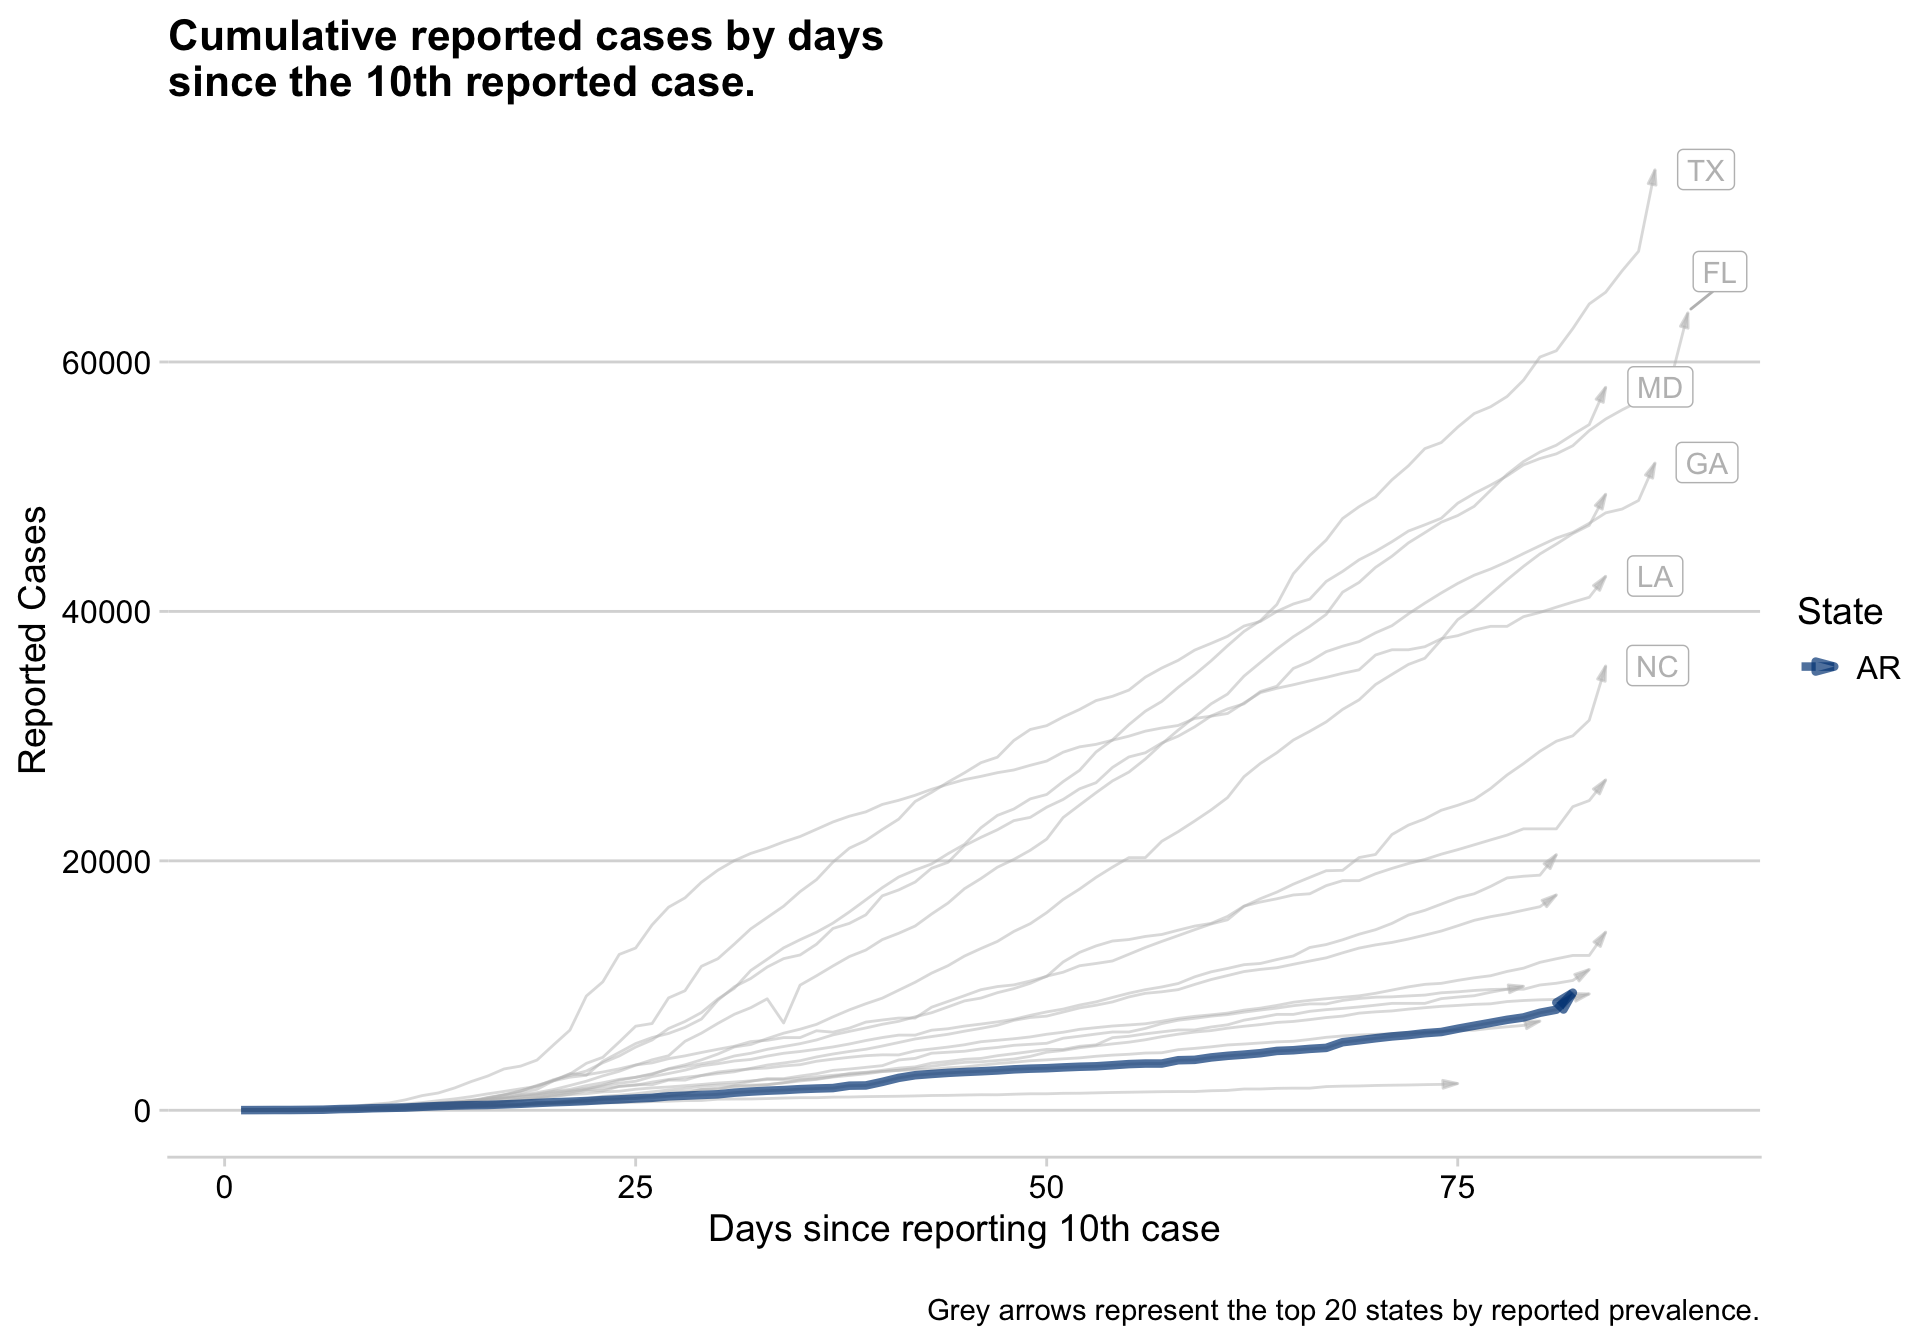 Cumulative reported cases by days
since the 10th reported case.
TX
FL
60000
MD
GA
Reported Cases
LA
40000
State
NC
AR
20000
0
0 25 50 75
Days since reporting 10th case
Grey arrows represent the top 20 states by reported prevalence.